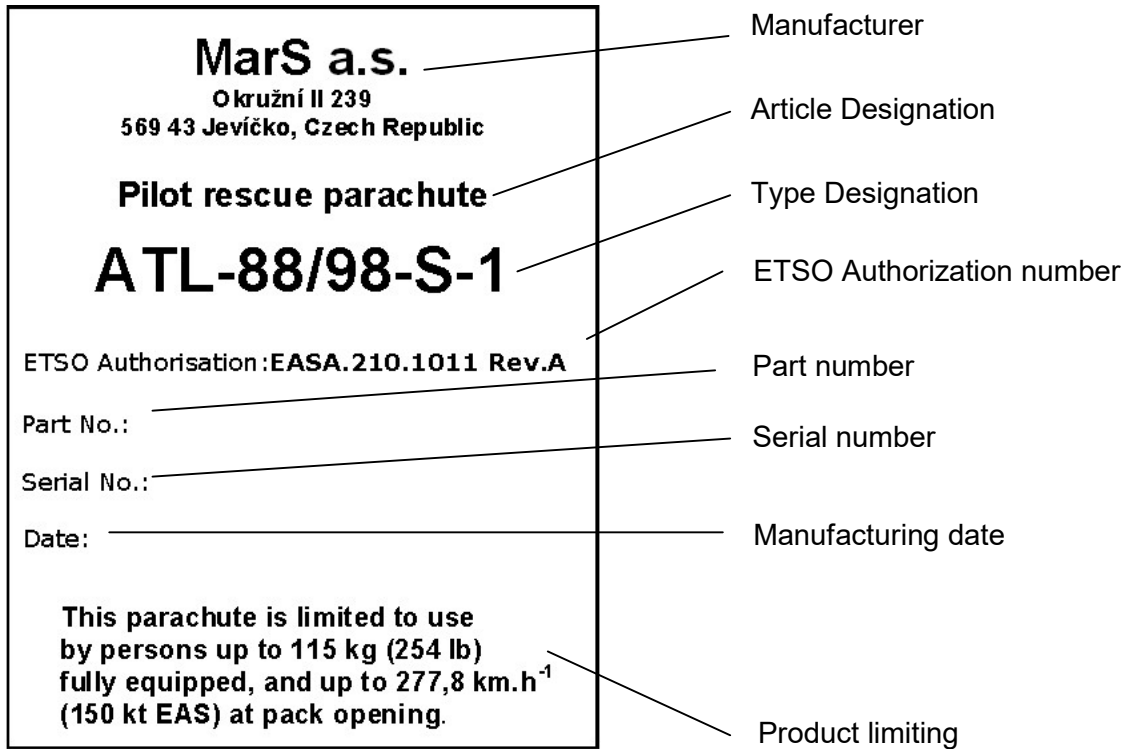 MarS a.s.
Okružní II 239
569 43 Jevíčko, Czech Republic
Pilot rescue parachute
ATL-88/98-S-1
ETSO Authorisation:EASA.210.1011 Rev.A
Part No.:
Serial No.:
Date:
This parachute is limited to use
by persons up to 115 kg (254 lb)
fully equipped, and up to 277,8 km.h⁻¹
(150 kt EAS) at pack opening.
Manufacturer
Article Designation
Type Designation
ETSO Authorization number
Part number
Serial number
Manufacturing date
Product limiting